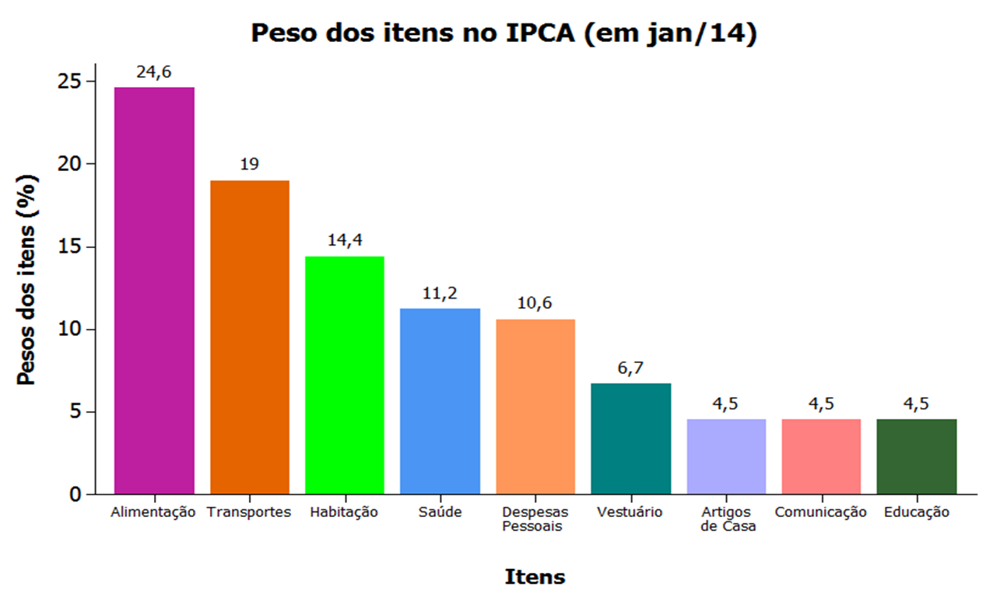 Peso dos itens no IPCA (em jan/14)
Pesos dos itens (%)
25
20
15
10
5
0
24,6
19
14,4
11,2
10,6
6,7
4,5
4,5
4,5
Alimentação
Transportes
Habitação
Saúde
Despesas
Pessoais
Vestuário
Artigos
de Casa
Comunicação
Educação
Itens